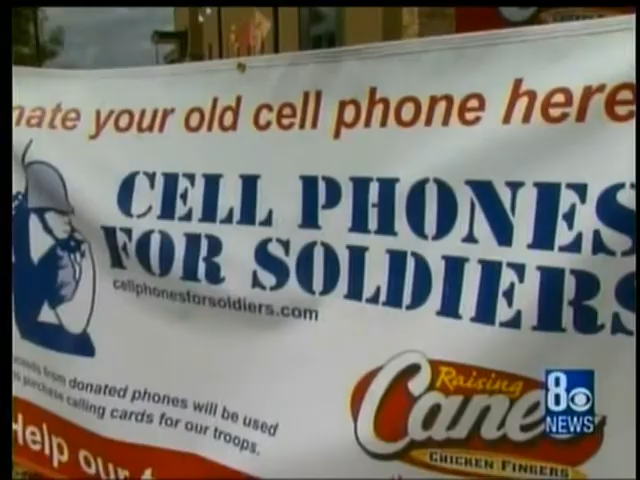 nate your old cell phone here
CELL PHONES
FOR SOLDIERS
cellphonesforsoldiers.com
from donated phones will be used
purchase calling cards for our troops.
Help our
Raising
Cane
CHICKEN FINGERS
8
NEWS